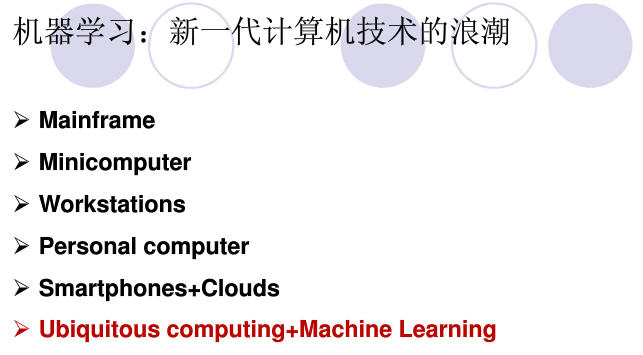 机器学习：新一代计算机技术的浪潮
➢ Mainframe
➢ Minicomputer
➢ Workstations
➢ Personal computer
➢ Smartphones+Clouds
➢ Ubiquitous computing+Machine Learning